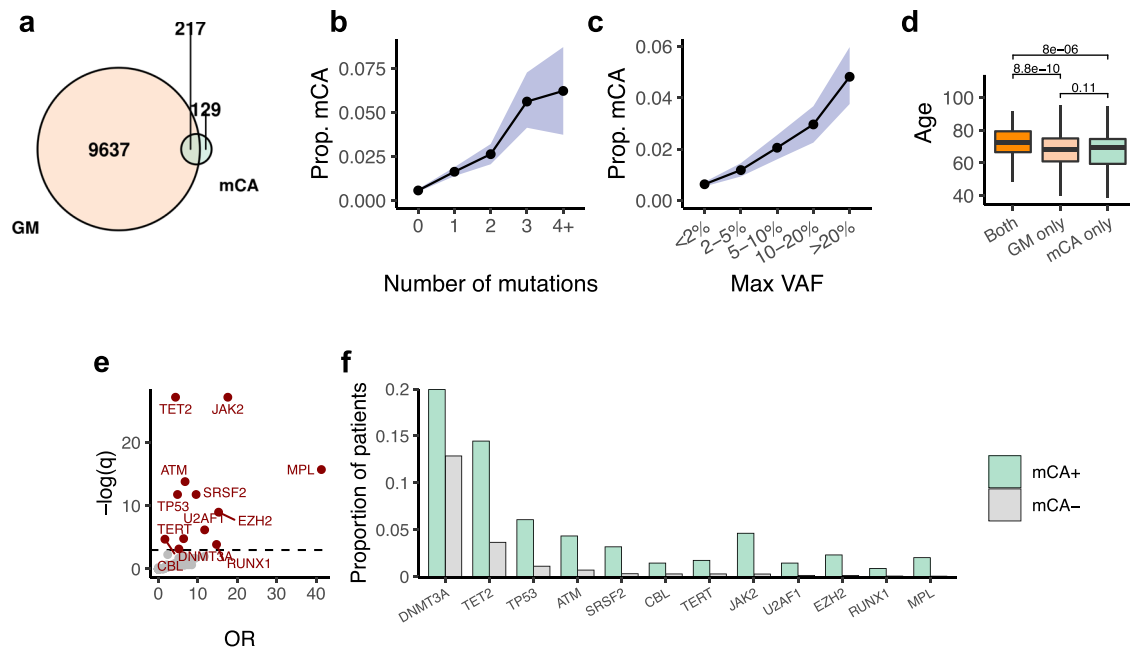 a
217
129
9637
mCA
GM
b
Prop. mCA
0.075
0.050
0.025
0.000
0
1
2
3
4+
Number of mutations
c
Prop. mCA
0.06
0.04
0.02
0.00
<2%
2−5%
5−10%
10−20%
>20%
Max VAF
d
8e−06
8.8e−10
0.11
Age
100
80
60
40
Both
GM only
mCA only
e
−log(q)
20
10
0
TET2
JAK2
ATM
MPL
TP53
SRSF2
U2AF1
EZH2
TERT
DNMT3A
CBL
RUNX1
0
10
20
30
40
OR
f
Proportion of patients
0.2
0.15
0.1
0.05
0
DNMT3A
TET2
TP53
ATM
SRSF2
CBL
TERT
JAK2
U2AF1
EZH2
RUNX1
MPL
mCA+
mCA−